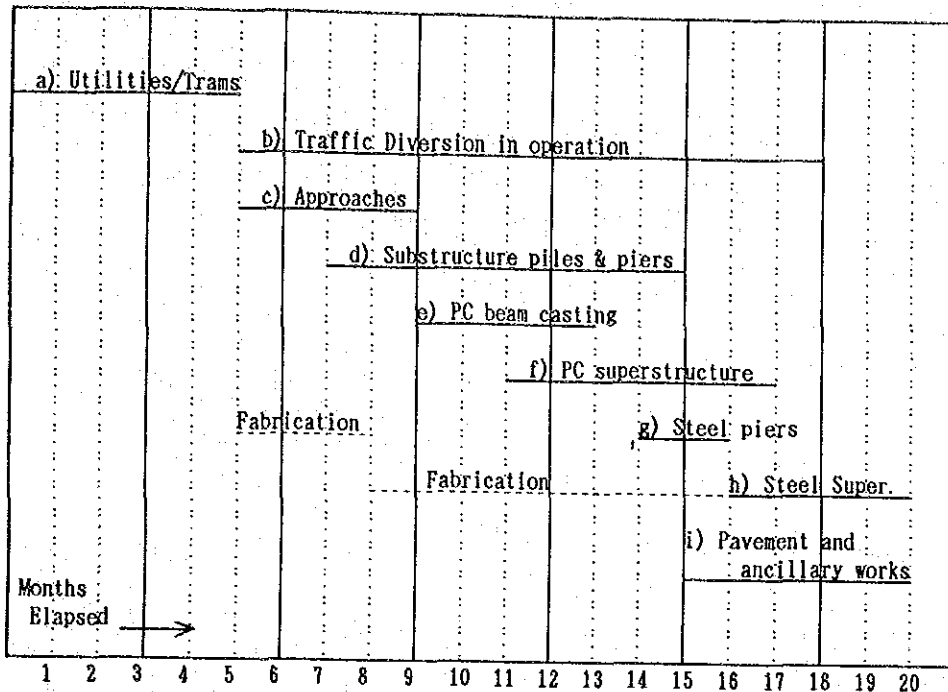 a) Utilities/Trams
b) Traffic Diversion in operation
c) Approaches
d) Substructure piles & piers
e) PC beam casting
f) PC superstructure
Fabrication
g) Steel piers
Fabrication
h) Steel Super.
i) Pavement and
ancillary works
Months
Elapsed
1 2 3 4 5 6 7 8 9 10 11 12 13 14 15 16 17 18 19 20